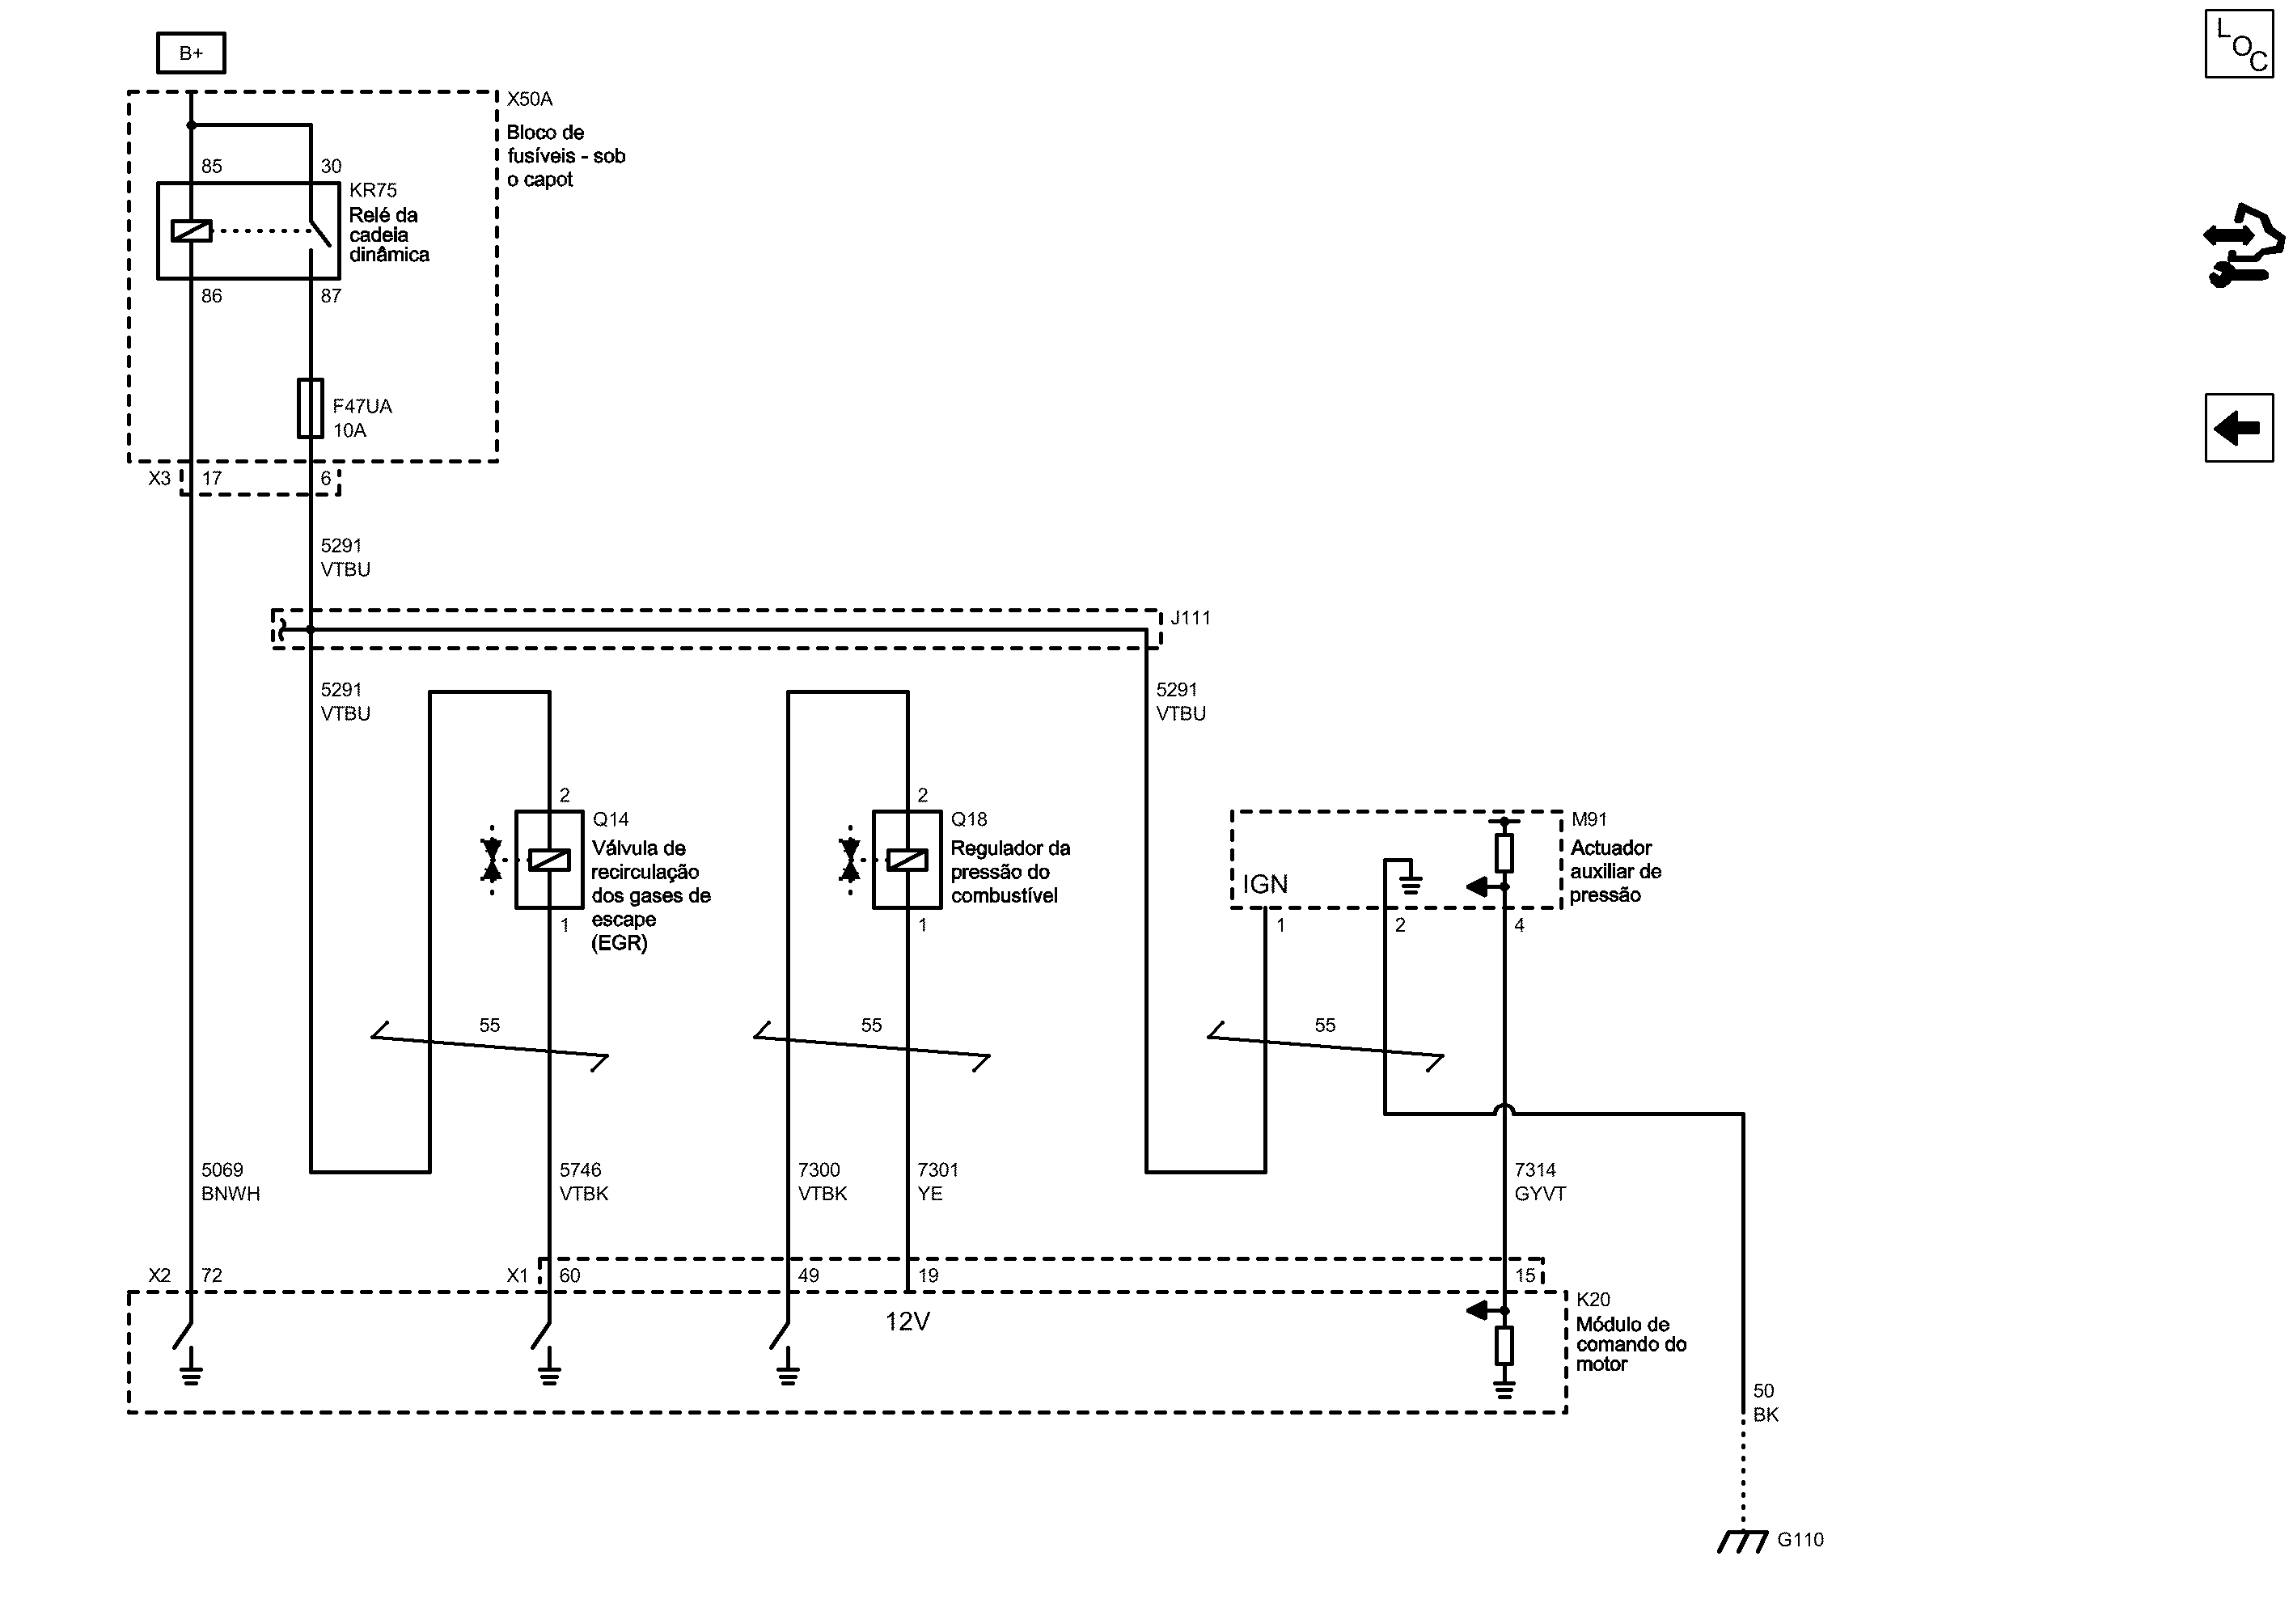 B+
LOC
X50A
Bloco de
fusíveis - sob
o capot
85
30
KR75
Relé da
cadeia
dinâmica
86
87
F47UA
10A
X3
17
6
5291
VTBU
J111
5291
VTBU
5291
VTBU
2
Q14
Válvula de
recirculação
dos gases de
escape
(EGR)
1
2
Q18
Regulador da
pressão do
combustível
1
M91
Actuador
auxiliar de
pressão
IGN
1
2
4
55
55
55
5069
BNWH
5746
VTBK
7300
VTBK
7301
YE
7314
GYVT
X2
72
X1
60
49
19
15
12V
K20
Módulo de
comando do
motor
50
BK
G110